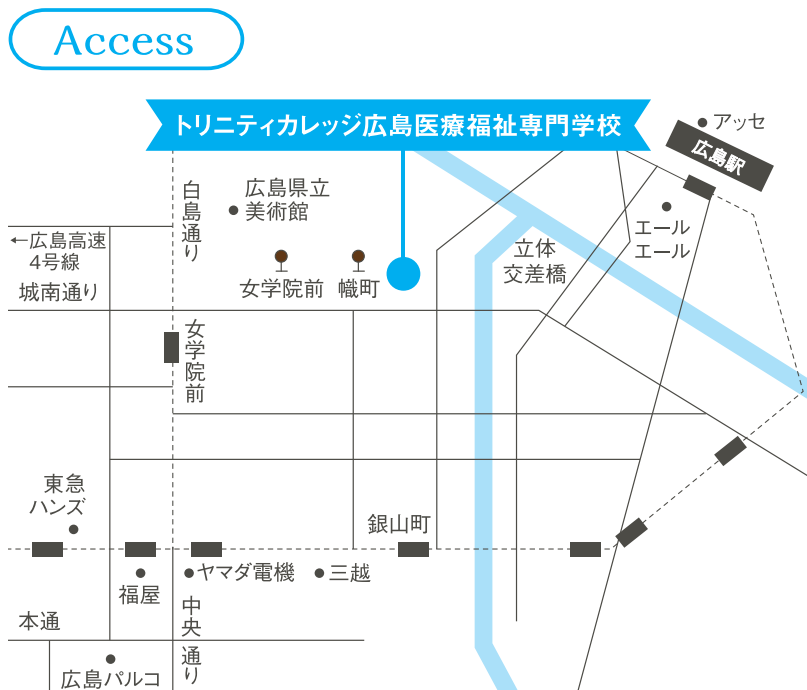 Access
トリニティカレッジ広島医療福祉専門学校
アッセ
広島駅
白島通り
広島県立
美術館
エール
エール
←広島高速
4号線
立体
交差橋
城南通り
女学院前
幟町
女学院前
東急
ハンズ
銀山町
福屋
ヤマダ電機
三越
本通
中央通り
広島パルコ